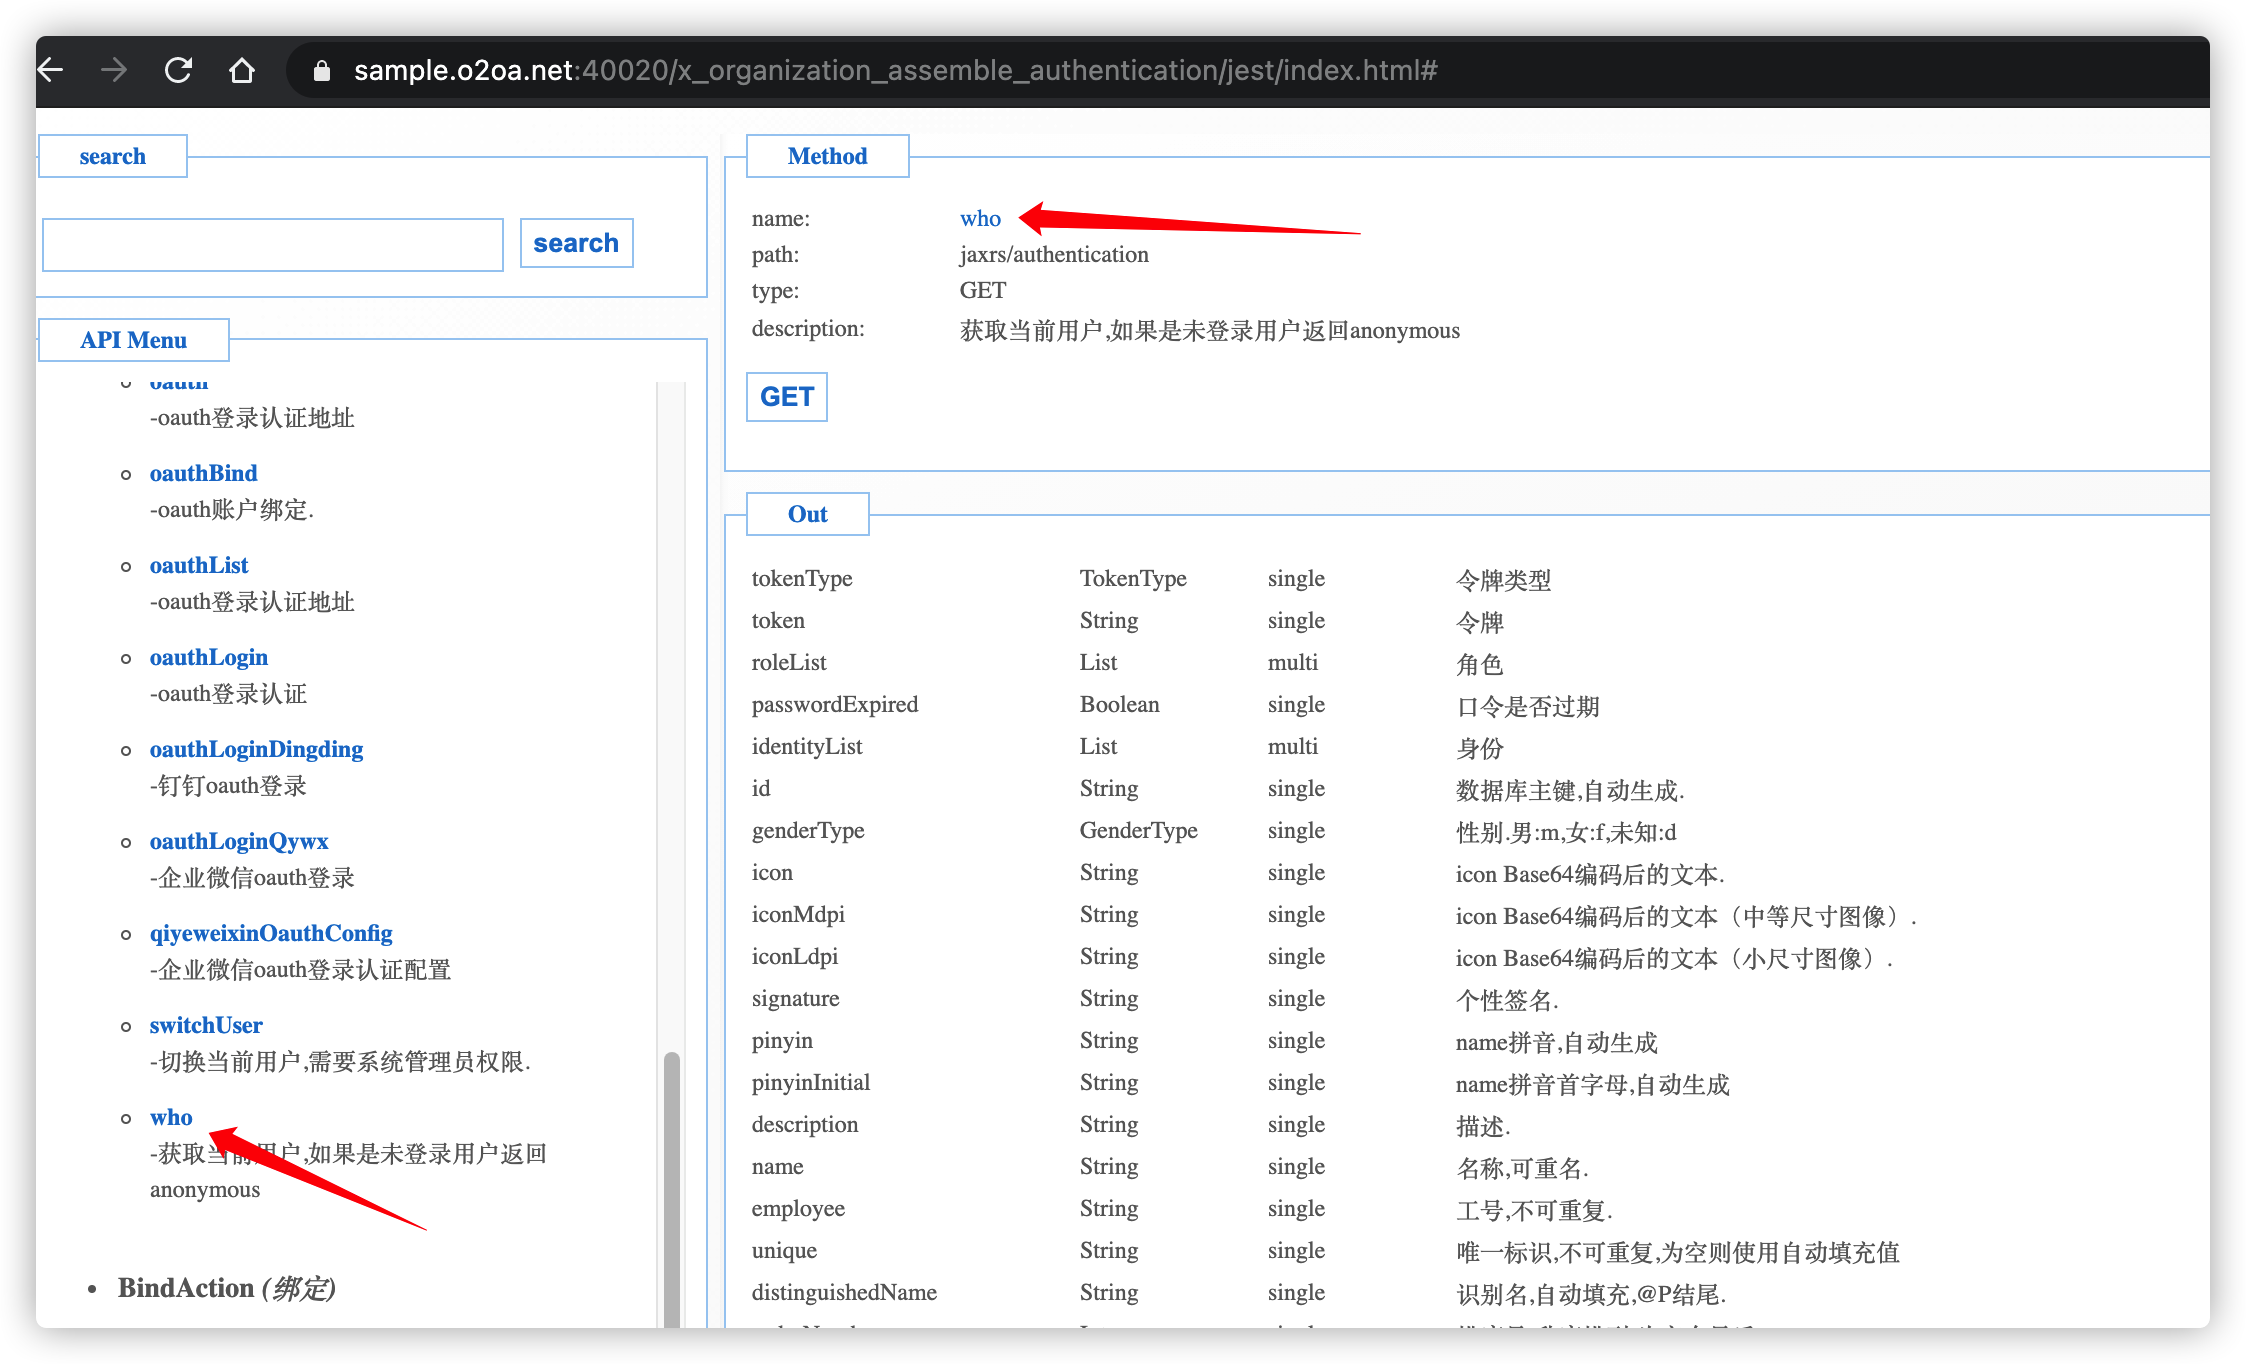 sample.o2oa.net:40020/x_organization_assemble_authentication/jest/index.html#
search
search
API Menu
oauth
-oauth登录认证地址
oauthBind
-oauth账户绑定.
oauthList
-oauth登录认证地址
oauthLogin
-oauth登录认证
oauthLoginDingding
-钉钉oauth登录
oauthLoginQywx
-企业微信oauth登录
qiyeweixinOauthConfig
-企业微信oauth登录认证配置
switchUser
-切换当前用户,需要系统管理员权限.
who
-获取当前用户,如果是未登录用户返回
anonymous
BindAction (绑定)
Method
name: who
path: jaxrs/authentication
type: GET
description: 获取当前用户,如果是未登录用户返回anonymous
GET
Out
tokenType TokenType single 令牌类型
token String single 令牌
roleList List multi 角色
passwordExpired Boolean single 口令是否过期
identityList List multi 身份
id String single 数据库主键,自动生成.
genderType GenderType single 性别.男:m,女:f,未知:d
icon String single icon Base64编码后的文本.
iconMdpi String single icon Base64编码后的文本（中等尺寸图像）.
iconLdpi String single icon Base64编码后的文本（小尺寸图像）.
signature String single 个性签名.
pinyin String single name拼音,自动生成
pinyinInitial String single name拼音首字母,自动生成
description String single 描述.
name String single 名称,可重名.
employee String single 工号,不可重复.
unique String single 唯一标识,不可重复,为空则使用自动填充值
distinguishedName String single 识别名,自动填充,@P结尾.